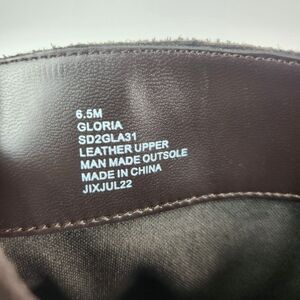 6.5M
GLORIA
SD2GLA31
LEATHER UPPER
MAN MADE OUTSOLE
MADE IN CHINA
JIXJUL22